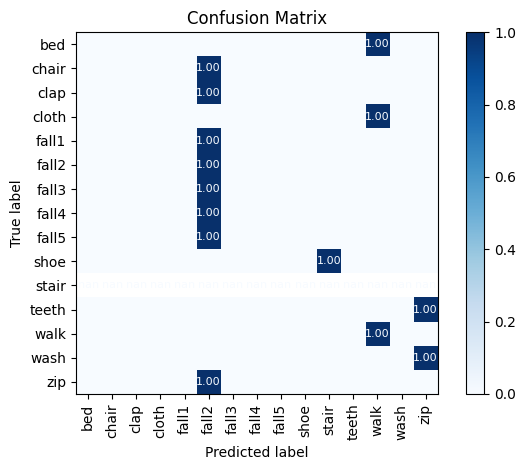 Confusion Matrix
True label
bed 1.00
chair 1.00
clap 1.00
cloth 1.00
fall1 1.00
fall2 1.00
fall3 1.00
fall4 1.00
fall5 1.00
shoe 1.00
stair
teeth 1.00
walk 1.00
wash 1.00
zip 1.00
bed chair clap cloth fall1 fall2 fall3 fall4 fall5 shoe stair teeth walk wash zip
Predicted label
1.0
0.8
0.6
0.4
0.2
0.0